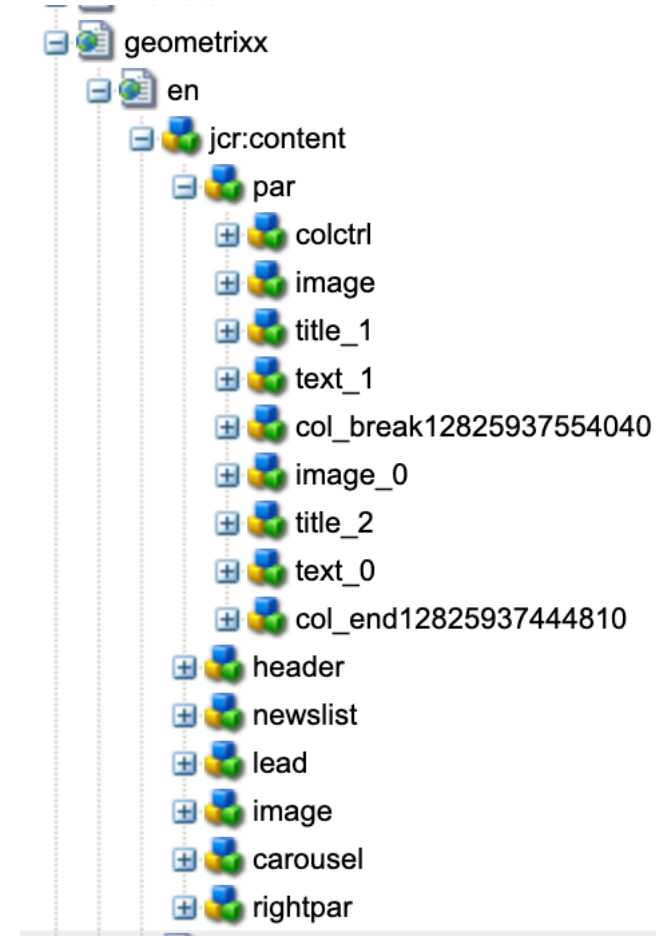 geometrixx
en
jcr:content
par
colctrl
image
title_1
text_1
col_break12825937554040
image_0
title_2
text_0
col_end12825937444810
header
newslist
lead
image
carousel
rightpar